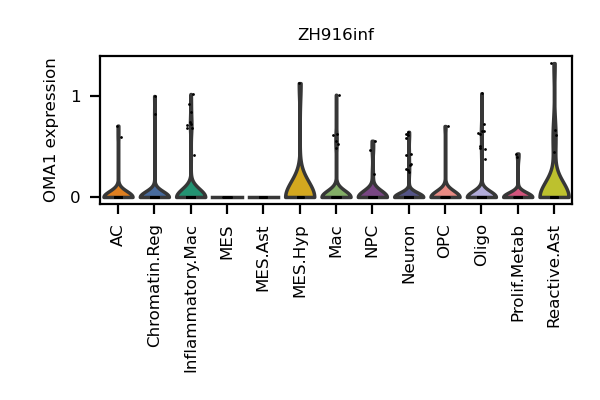 ZH916inf
OMA1 expression
1
0
AC
Chromatin.Reg
Inflammatory.Mac
MES
MES.Ast
MES.Hyp
Mac
NPC
Neuron
OPC
Oligo
Prolif.Metab
Reactive.Ast